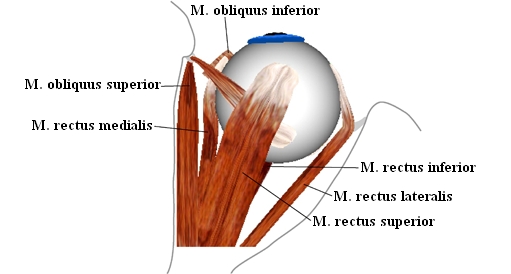 M. obliquus inferior
M. obliquus superior
M. rectus medialis
M. rectus inferior
M. rectus lateralis
M. rectus superior